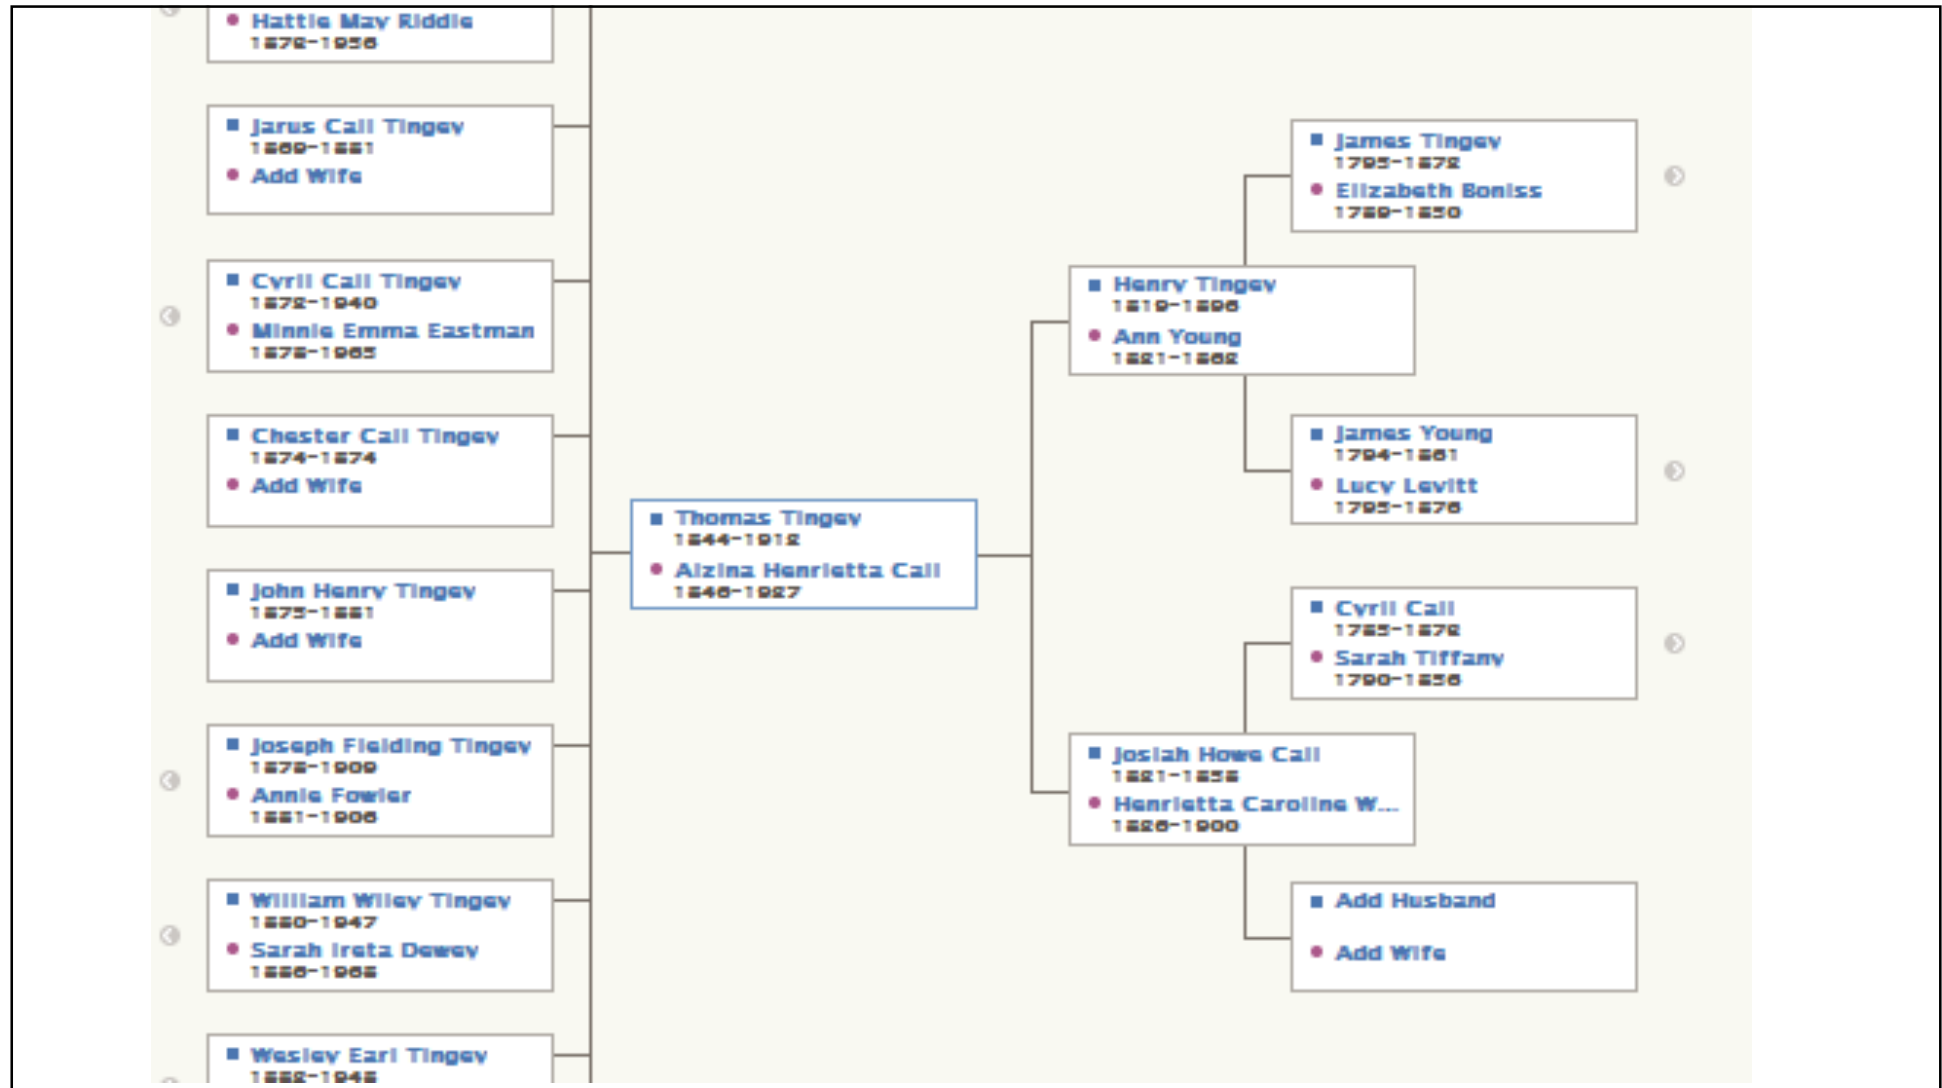 Hattie May Riddle
1872-1956
Jarus Call Tingey
1869-1881
Add Wife
Cyril Call Tingey
1872-1940
Minnie Emma Eastman
1878-1965
Chester Call Tingey
1874-1874
Add Wife
John Henry Tingey
1875-1881
Add Wife
Joseph Fielding Tingey
1878-1909
Annie Fowler
1881-1906
William Wiley Tingey
1880-1947
Sarah Ireta Dewey
1886-1968
Wesley Earl Tingey
Thomas Tingey
1844-1912
Alzina Henrietta Call
1846-1927
Henry Tingey
1819-1896
Ann Young
1821-1862
Josiah Howe Call
1821-1858
Henrietta Caroline W...
1826-1900
James Tingey
1795-1872
Elizabeth Boniss
1789-1850
James Young
1794-1861
Lucy Levitt
1795-1876
Cyril Call
1785-1872
Sarah Tiffany
1790-1856
Add Husband
Add Wife